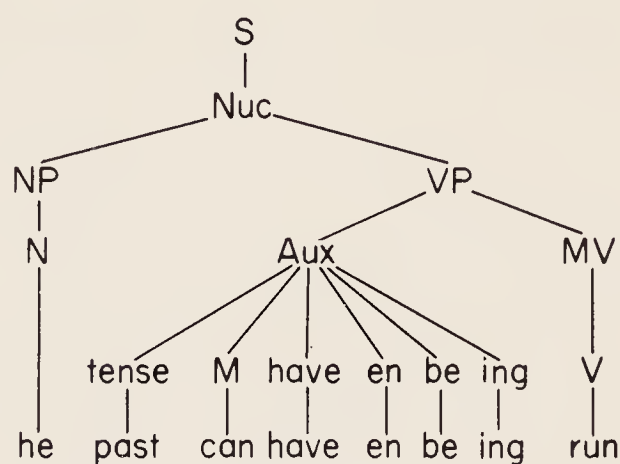 S
Nuc
NP VP
N Aux MV
tense M have en be ing V
he past can have en be ing run